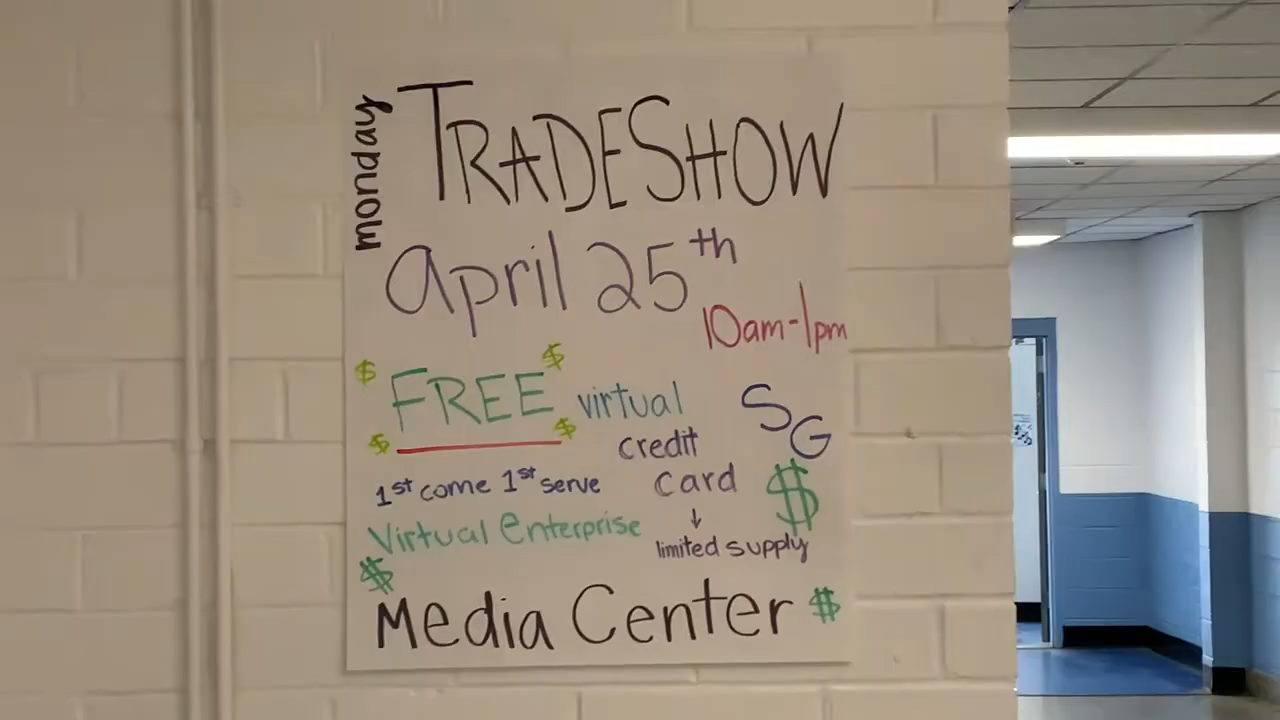 monday
TRADESHOW
April 25th
10am-1pm
$ FREE $
$ $
virtual
credit
card
↓
limited supply
SG
$
1st come 1st serve
Virtual Enterprise
$
Media Center $